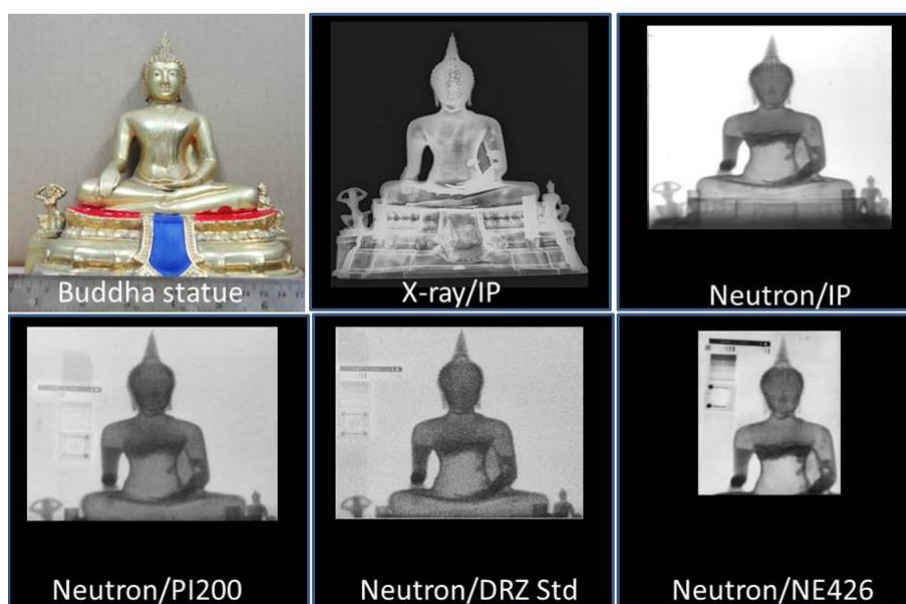 Buddha statue
X-ray/IP
Neutron/IP
Neutron/PI200
Neutron/DRZ Std
Neutron/NE426